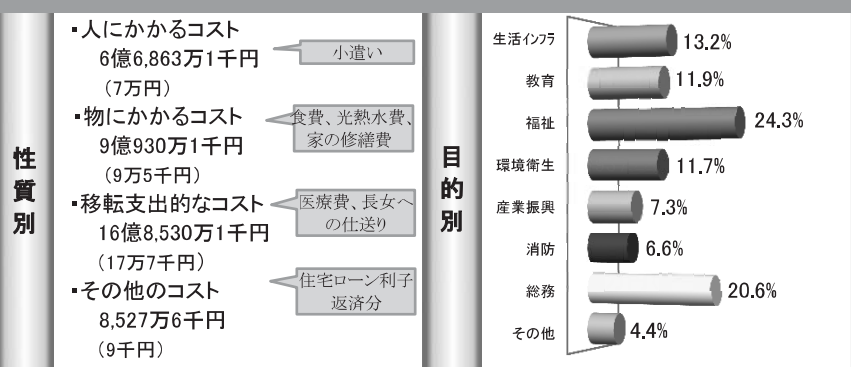 性質別
▪人にかかるコスト
6億6,863万1千円
（7万円）
小遣い
▪物にかかるコスト
9億930万1千円
（9万5千円）
食費、光熱水費、
家の修繕費
▪移転支出的なコスト
16億8,530万1千円
（17万7千円）
医療費、長女へ
の仕送り
▪その他のコスト
8,527万6千円
（9千円）
住宅ローン利子
返済分
目的別
生活インフラ 13.2%
教育 11.9%
福祉 24.3%
環境衛生 11.7%
産業振興 7.3%
消防 6.6%
総務 20.6%
その他 4.4%